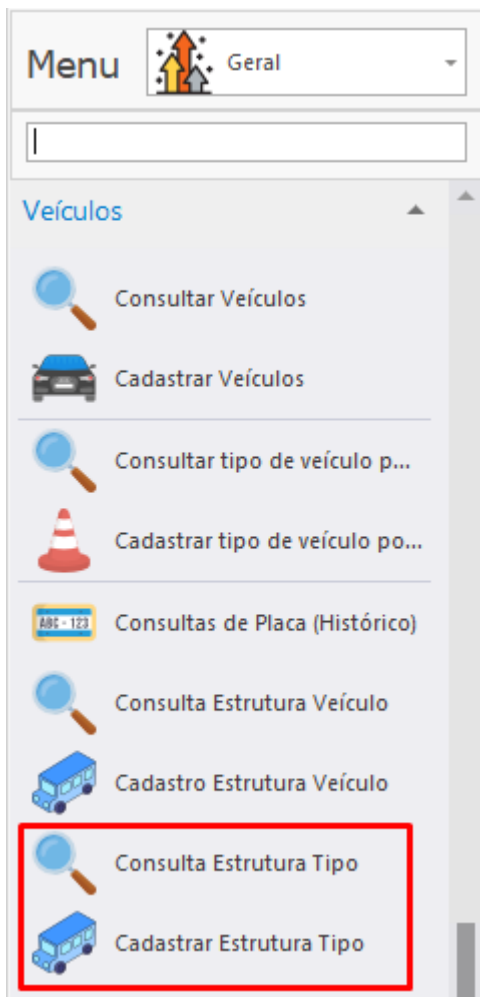 Menu
Geral
Veículos
Consultar Veículos
Cadastrar Veículos
Consultar tipo de veículo p...
Cadastrar tipo de veículo po...
ABC - 123
Consultas de Placa (Histórico)
Consulta Estrutura Veículo
Cadastro Estrutura Veículo
Consulta Estrutura Tipo
Cadastrar Estrutura Tipo